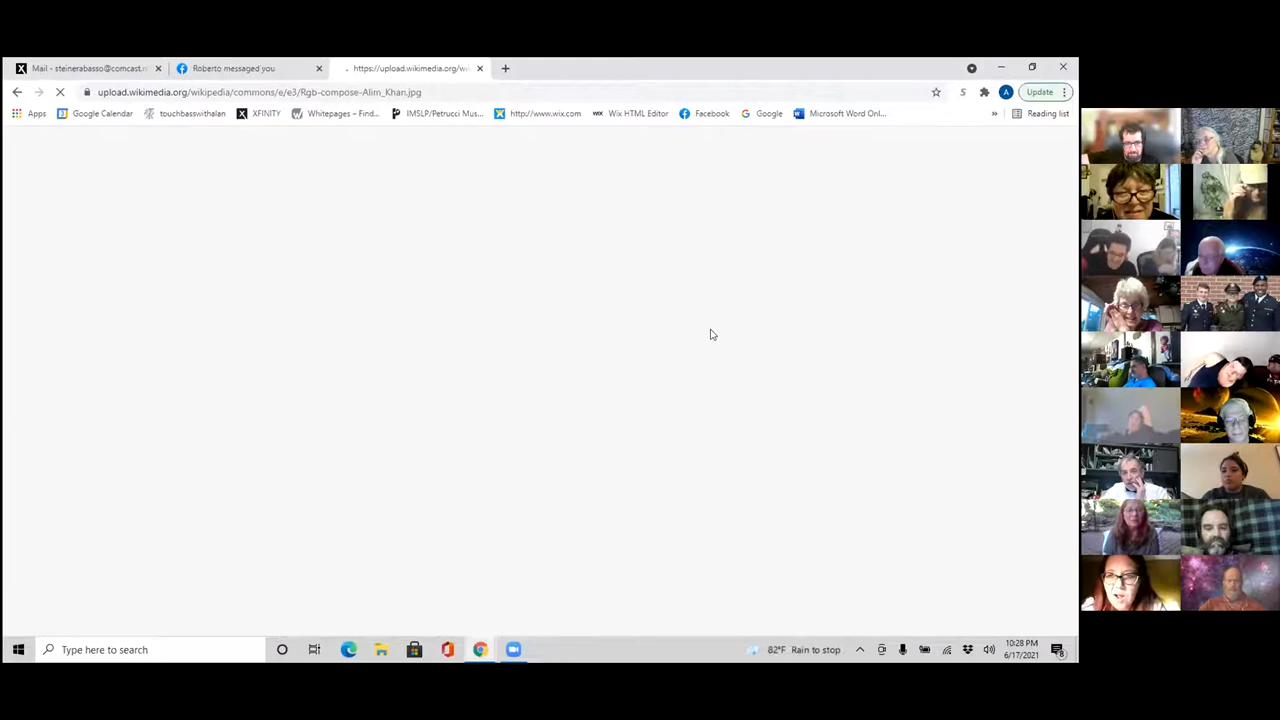 Mail - steinerabasso@comcast.n
Roberto messaged you
https://upload.wikimedia.org/wi
upload.wikimedia.org/wikipedia/commons/e/e3/Rgb-compose-Alim_Khan.jpg
A
Update
Apps
Google Calendar
touchbasswithalan
XFINITY
Whitepages – Find...
IMSLP/Petrucci Mus...
http://www.wix.com
WIX Wix HTML Editor
Facebook
Google
Microsoft Word Onl...
»
Reading list
Type here to search
82°F Rain to stop
10:28 PM
6/17/2021
8